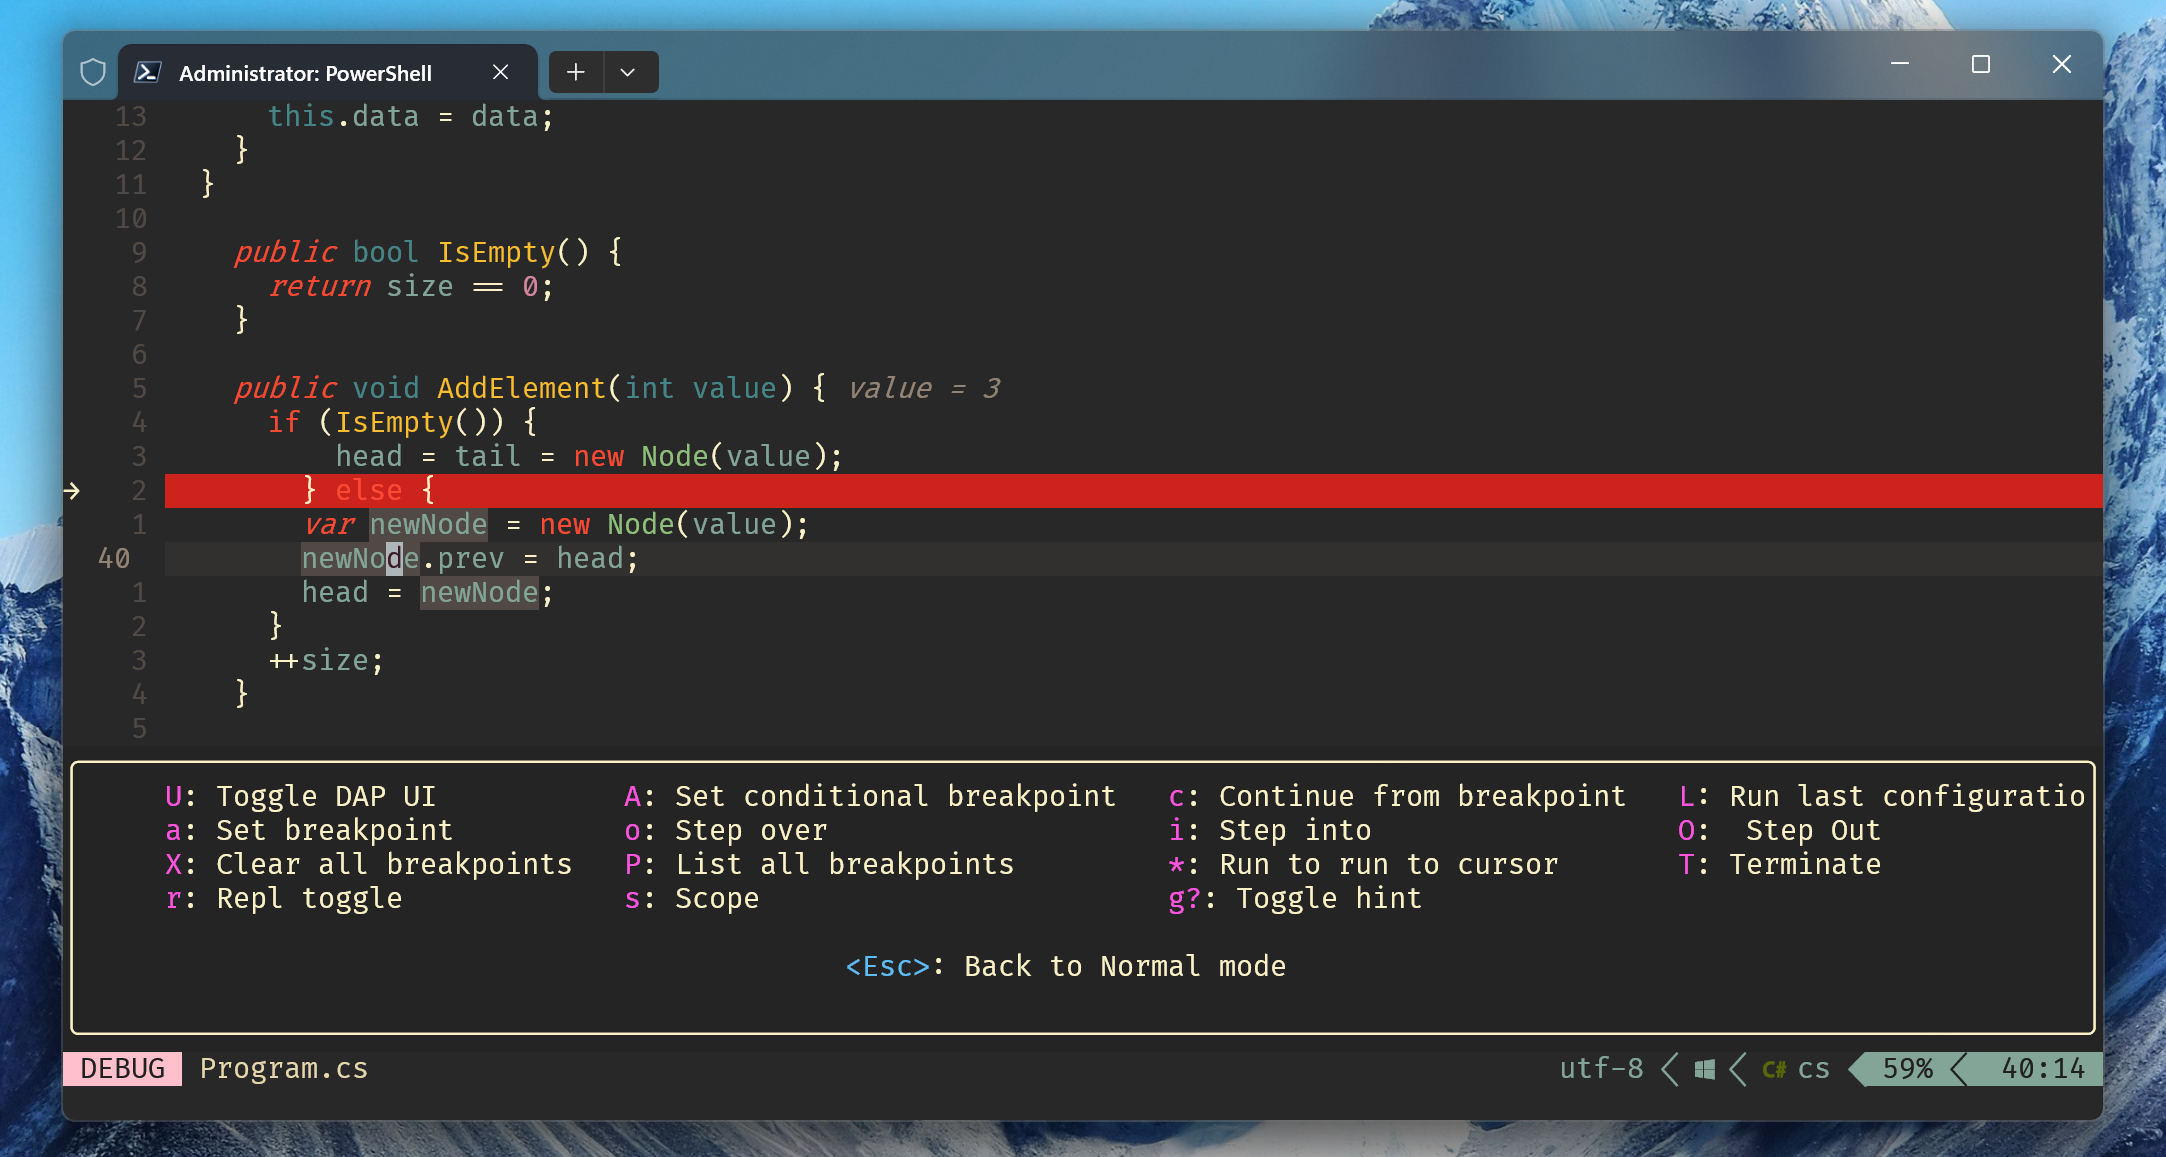 Administrator: PowerShell
13 this.data = data;
12 }
11 }
10
9 public bool IsEmpty() {
8 return size == 0;
7 }
6
5 public void AddElement(int value) { value = 3
4 if (IsEmpty()) {
3 head = tail = new Node(value);
→ 2 } else {
1 var newNode = new Node(value);
40 newNode.prev = head;
1 head = newNode;
2 }
3 ++size;
4 }
5
U: Toggle DAP UI A: Set conditional breakpoint c: Continue from breakpoint L: Run last configuratio
a: Set breakpoint o: Step over i: Step into O: Step Out
X: Clear all breakpoints P: List all breakpoints *: Run to run to cursor T: Terminate
r: Repl toggle s: Scope g?: Toggle hint
<Esc>: Back to Normal mode
DEBUG Program.cs utf-8 C# cs 59% 40:14